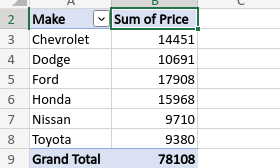 A B C
2 Make Sum of Price
3 Chevrolet 14451
4 Dodge 10691
5 Ford 17908
6 Honda 15968
7 Nissan 9710
8 Toyota 9380
9 Grand Total 78108